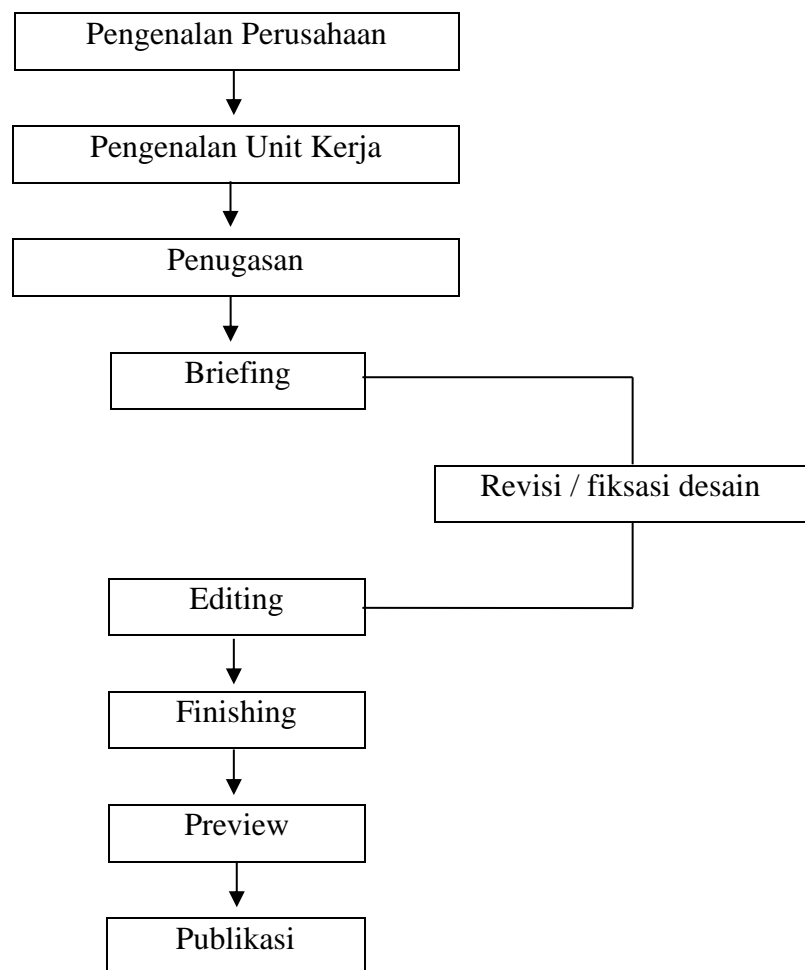 Pengenalan Perusahaan
Pengenalan Unit Kerja
Penugasan
Briefing
Revisi / fiksasi desain
Editing
Finishing
Preview
Publikasi